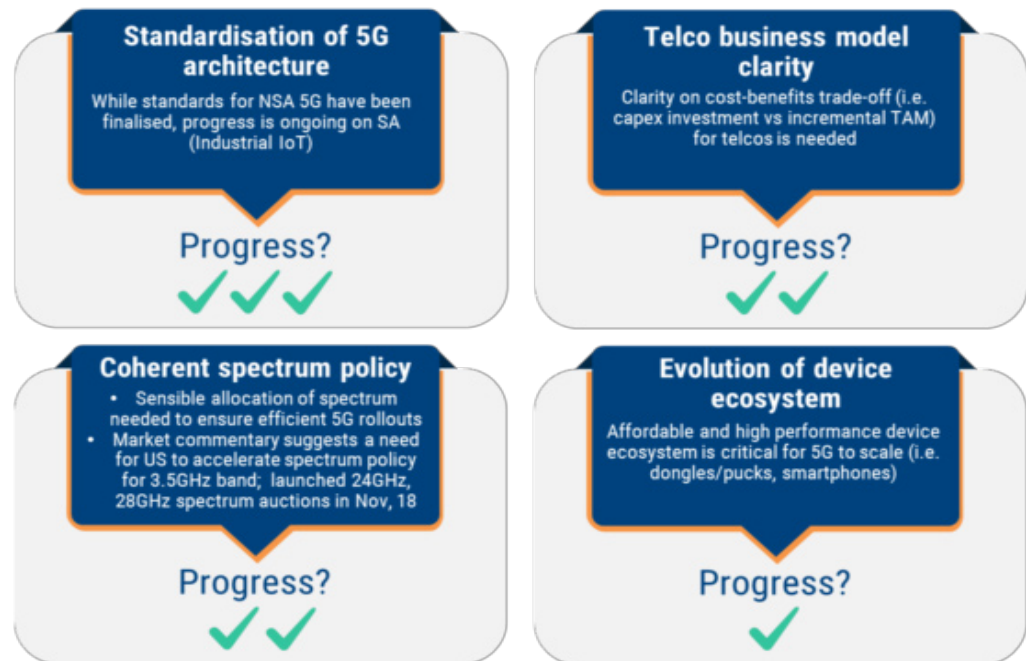 Standardisation of 5G
architecture
While standards for NSA 5G have been
finalised, progress is ongoing on SA
(Industrial IoT)
Progress?
Telco business model
clarity
Clarity on cost-benefits trade-off (i.e.
capex investment vs incremental TAM)
for telcos is needed
Progress?
Coherent spectrum policy
• Sensible allocation of spectrum
needed to ensure efficient 5G rollouts
• Market commentary suggests a need
for US to accelerate spectrum policy
for 3.5GHz band; launched 24GHz,
28GHz spectrum auctions in Nov, 18
Progress?
Evolution of device
ecosystem
Affordable and high performance device
ecosystem is critical for 5G to scale (i.e.
dongles/pucks, smartphones)
Progress?